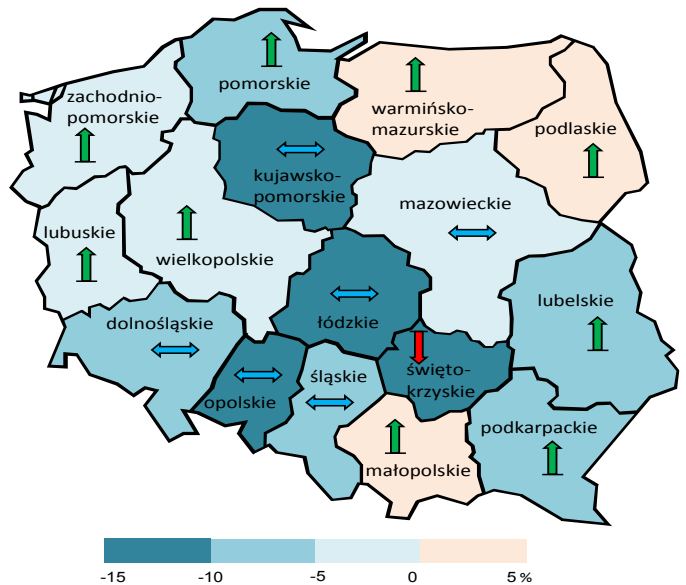 pomorskie
zachodnio-
pomorskie
warmińsko-
mazurskie
podlaskie
kujawsko-
pomorskie
mazowieckie
lubuskie
wielkopolskie
lubelskie
dolnośląskie
łódzkie
święto-
krzyskie
śląskie
opolskie
podkarpackie
małopolskie
-15 -10 -5 0 5 %